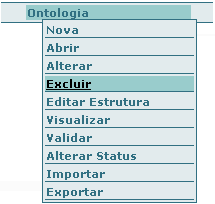 Ontologia
Nova
Abrir
Alterar
Excluir
Editar Estrutura
Visualizar
Validar
Alterar Status
Importar
Exportar